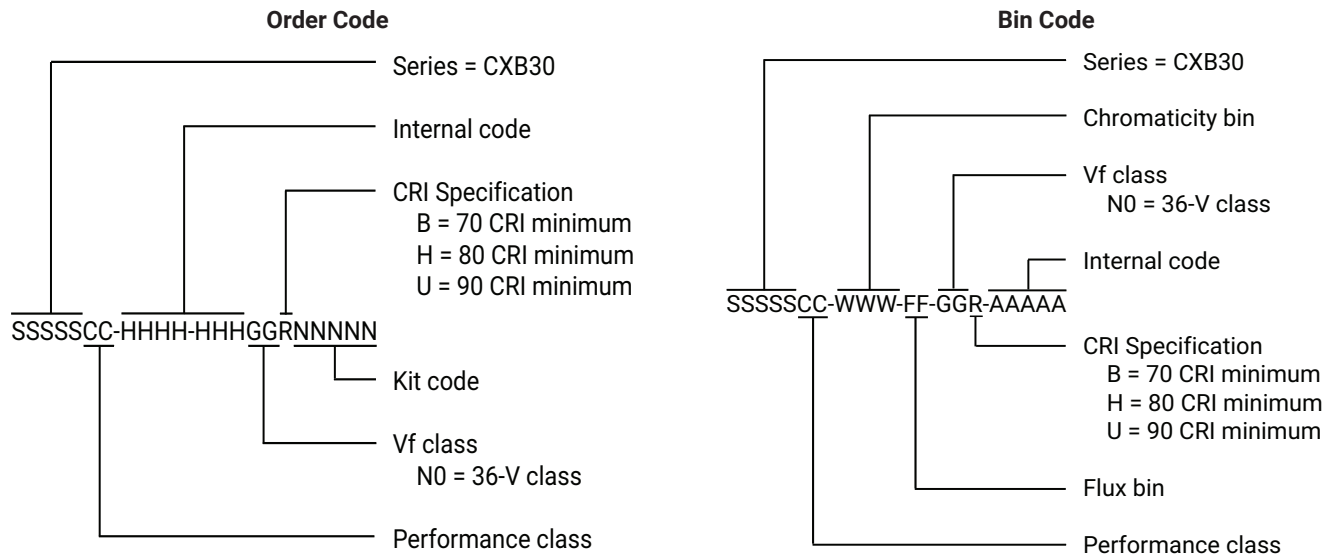 Order Code
Series = CXB30
Internal code
CRI Specification
B = 70 CRI minimum
H = 80 CRI minimum
U = 90 CRI minimum
SSSSSCC-HHHH-HHHGGRNNNNN
Kit code
Vf class
N0 = 36-V class
Performance class
Bin Code
Series = CXB30
Chromaticity bin
Vf class
N0 = 36-V class
Internal code
SSSSSCC-WWW-FF-GGR-AAAAA
CRI Specification
B = 70 CRI minimum
H = 80 CRI minimum
U = 90 CRI minimum
Flux bin
Performance class